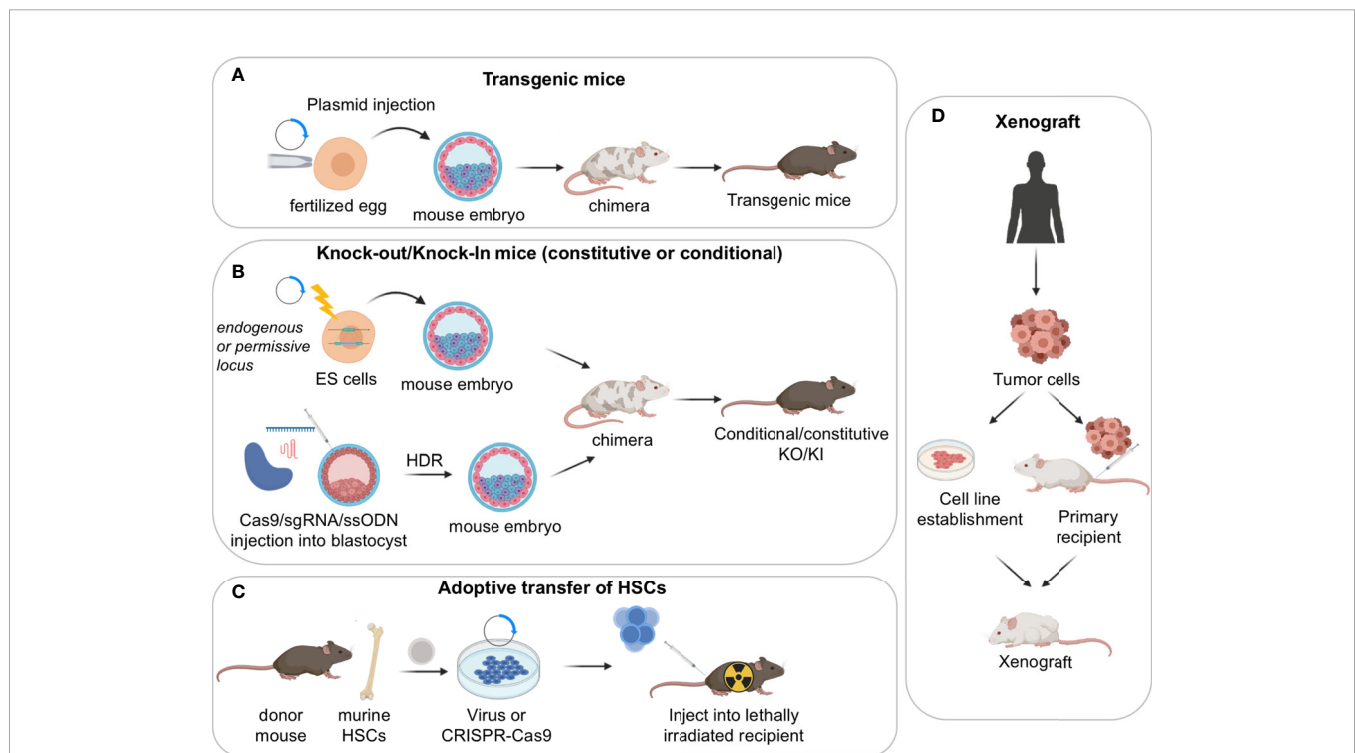 A
Transgenic mice
Plasmid injection
fertilized egg
mouse embryo
chimera
Transgenic mice
B
Knock-out/Knock-In mice (constitutive or conditional)
endogenous
or permissive
locus
ES cells
mouse embryo
chimera
Conditional/constitutive
KO/KI
HDR
Cas9/sgRNA/ssODN
injection into blastocyst
mouse embryo
C
Adoptive transfer of HSCs
donor
mouse
murine
HSCs
Virus or
CRISPR-Cas9
Inject into lethally
irradiated recipient
D
Xenograft
Tumor cells
Cell line
establishment
Primary
recipient
Xenograft